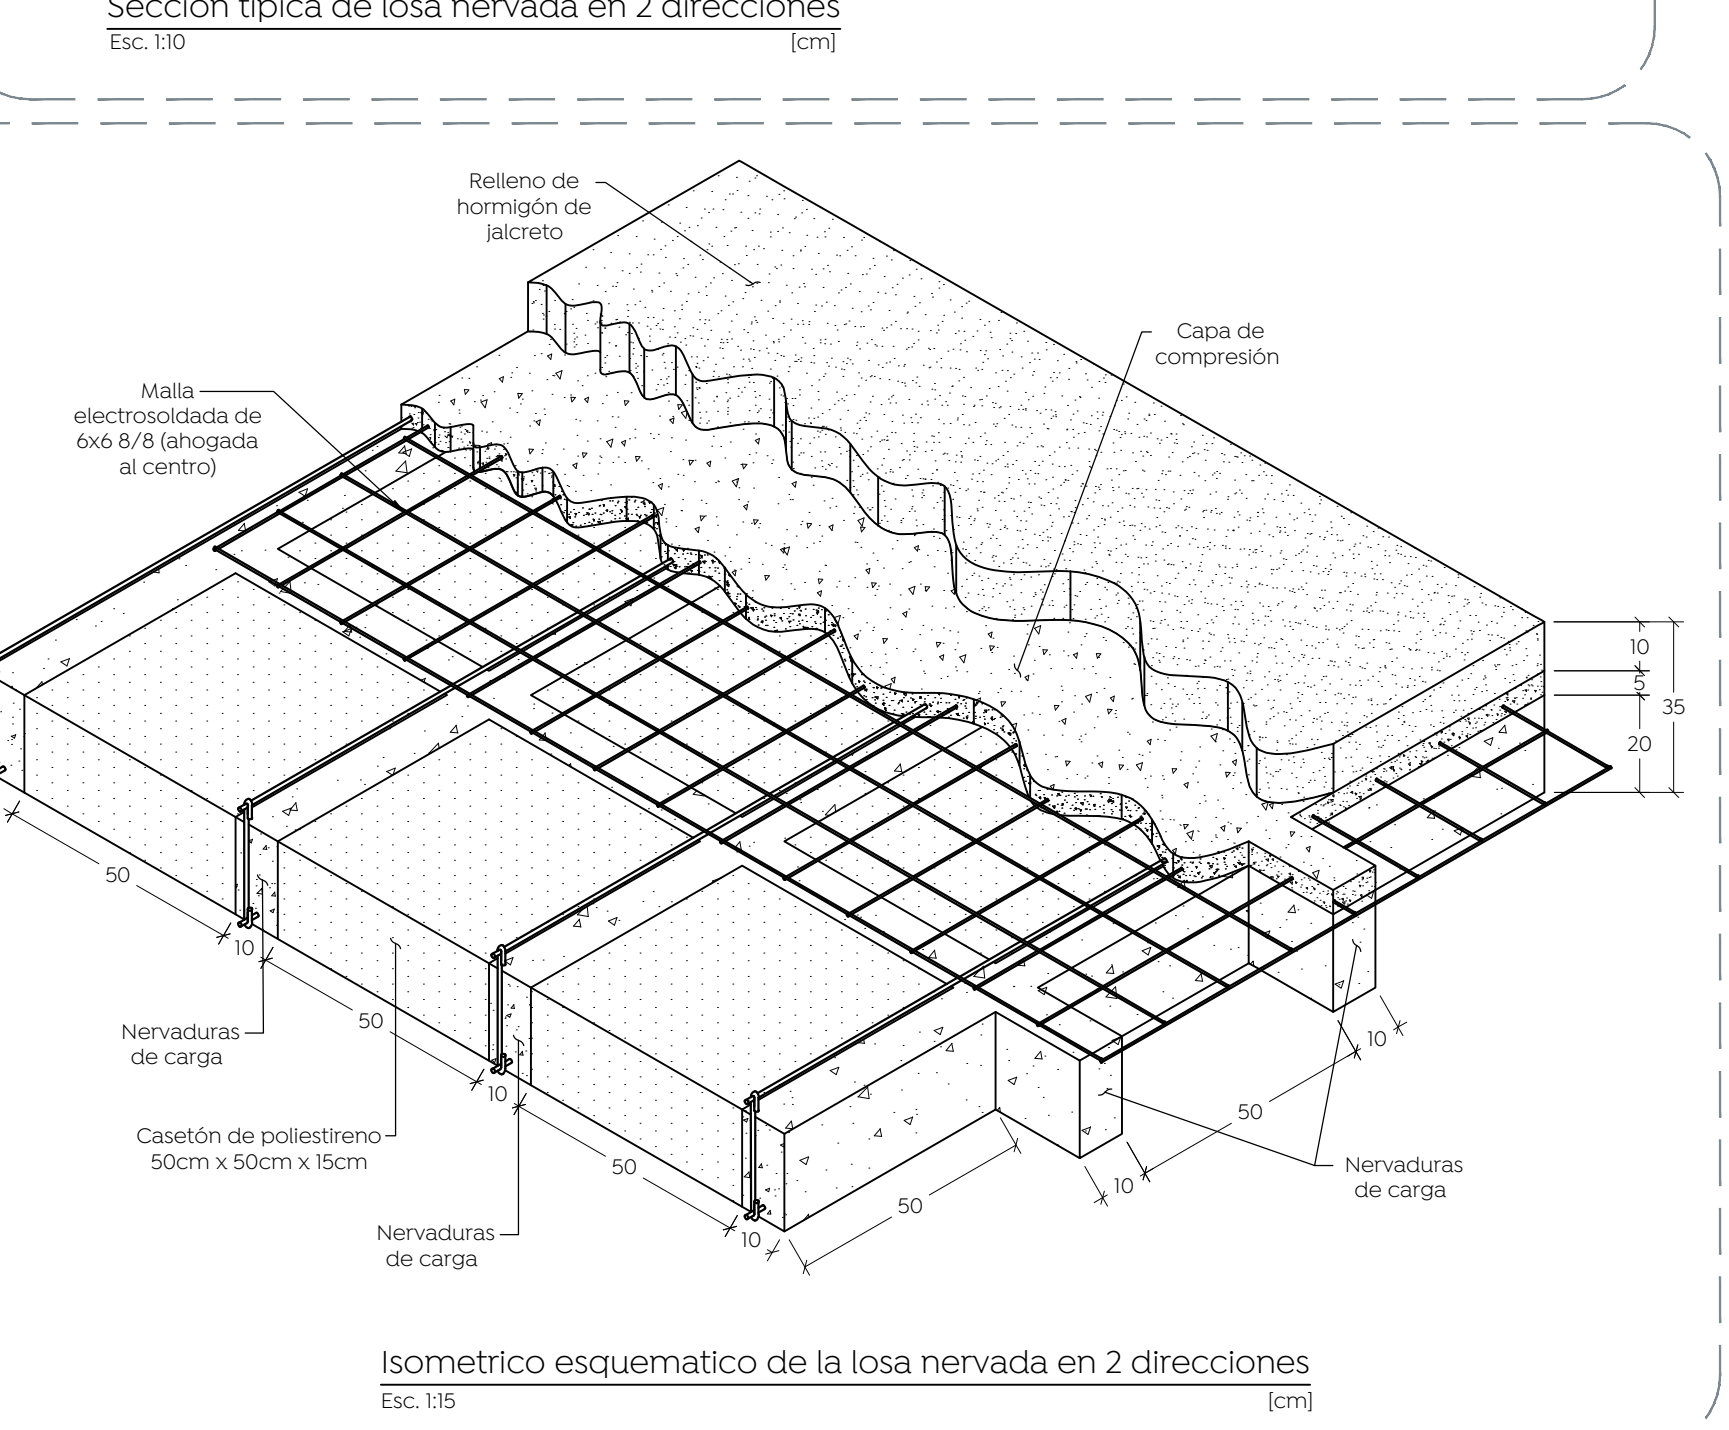 Sección típica de losa nervada en 2 direcciones
Esc. 1:10 [cm]
Relleno de
hormigón de
jalcreto
Capa de
compresión
Malla
electrosoldada de
6x6 8/8 (ahogada
al centro)
10
5
35
20
50
10
Nervaduras
de carga
50
10
Casetón de poliestireno
50cm x 50cm x 15cm
Nervaduras
de carga
50
10
50
10
50
10
Nervaduras
de carga
Isometrico esquematico de la losa nervada en 2 direcciones
Esc. 1:15 [cm]